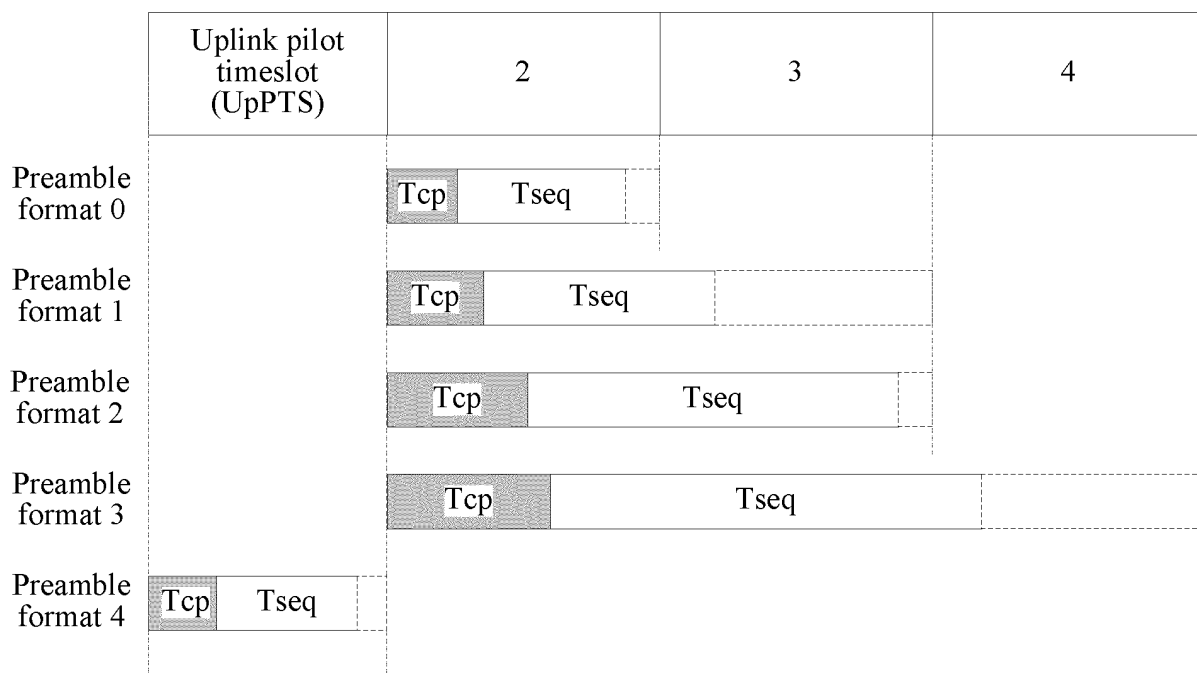 Uplink pilot
timeslot
(UpPTS)
2
3
4
Preamble
format 0
Tcp
Tseq
Preamble
format 1
Tcp
Tseq
Preamble
format 2
Tcp
Tseq
Preamble
format 3
Tcp
Tseq
Preamble
format 4
Tcp
Tseq